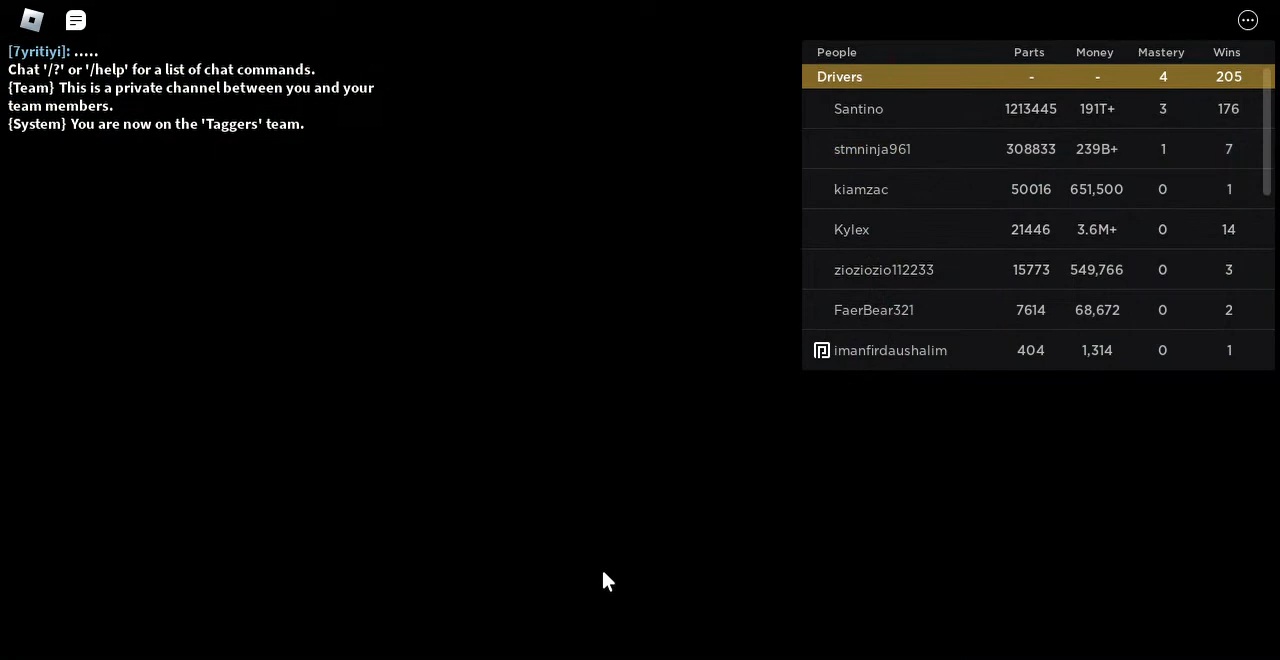 [7yritiyi]: .....
Chat '/?' or '/help' for a list of chat commands.
{Team} This is a private channel between you and your
team members.
{System} You are now on the 'Taggers' team.
People Parts Money Mastery Wins
Drivers - - 4 205
Santino 1213445 191T+ 3 176
stmninja961 308833 239B+ 1 7
kiamzac 50016 651,500 0 1
Kylex 21446 3.6M+ 0 14
zioziozio112233 15773 549,766 0 3
FaerBear321 7614 68,672 0 2
imanfirdaushalim 404 1,314 0 1